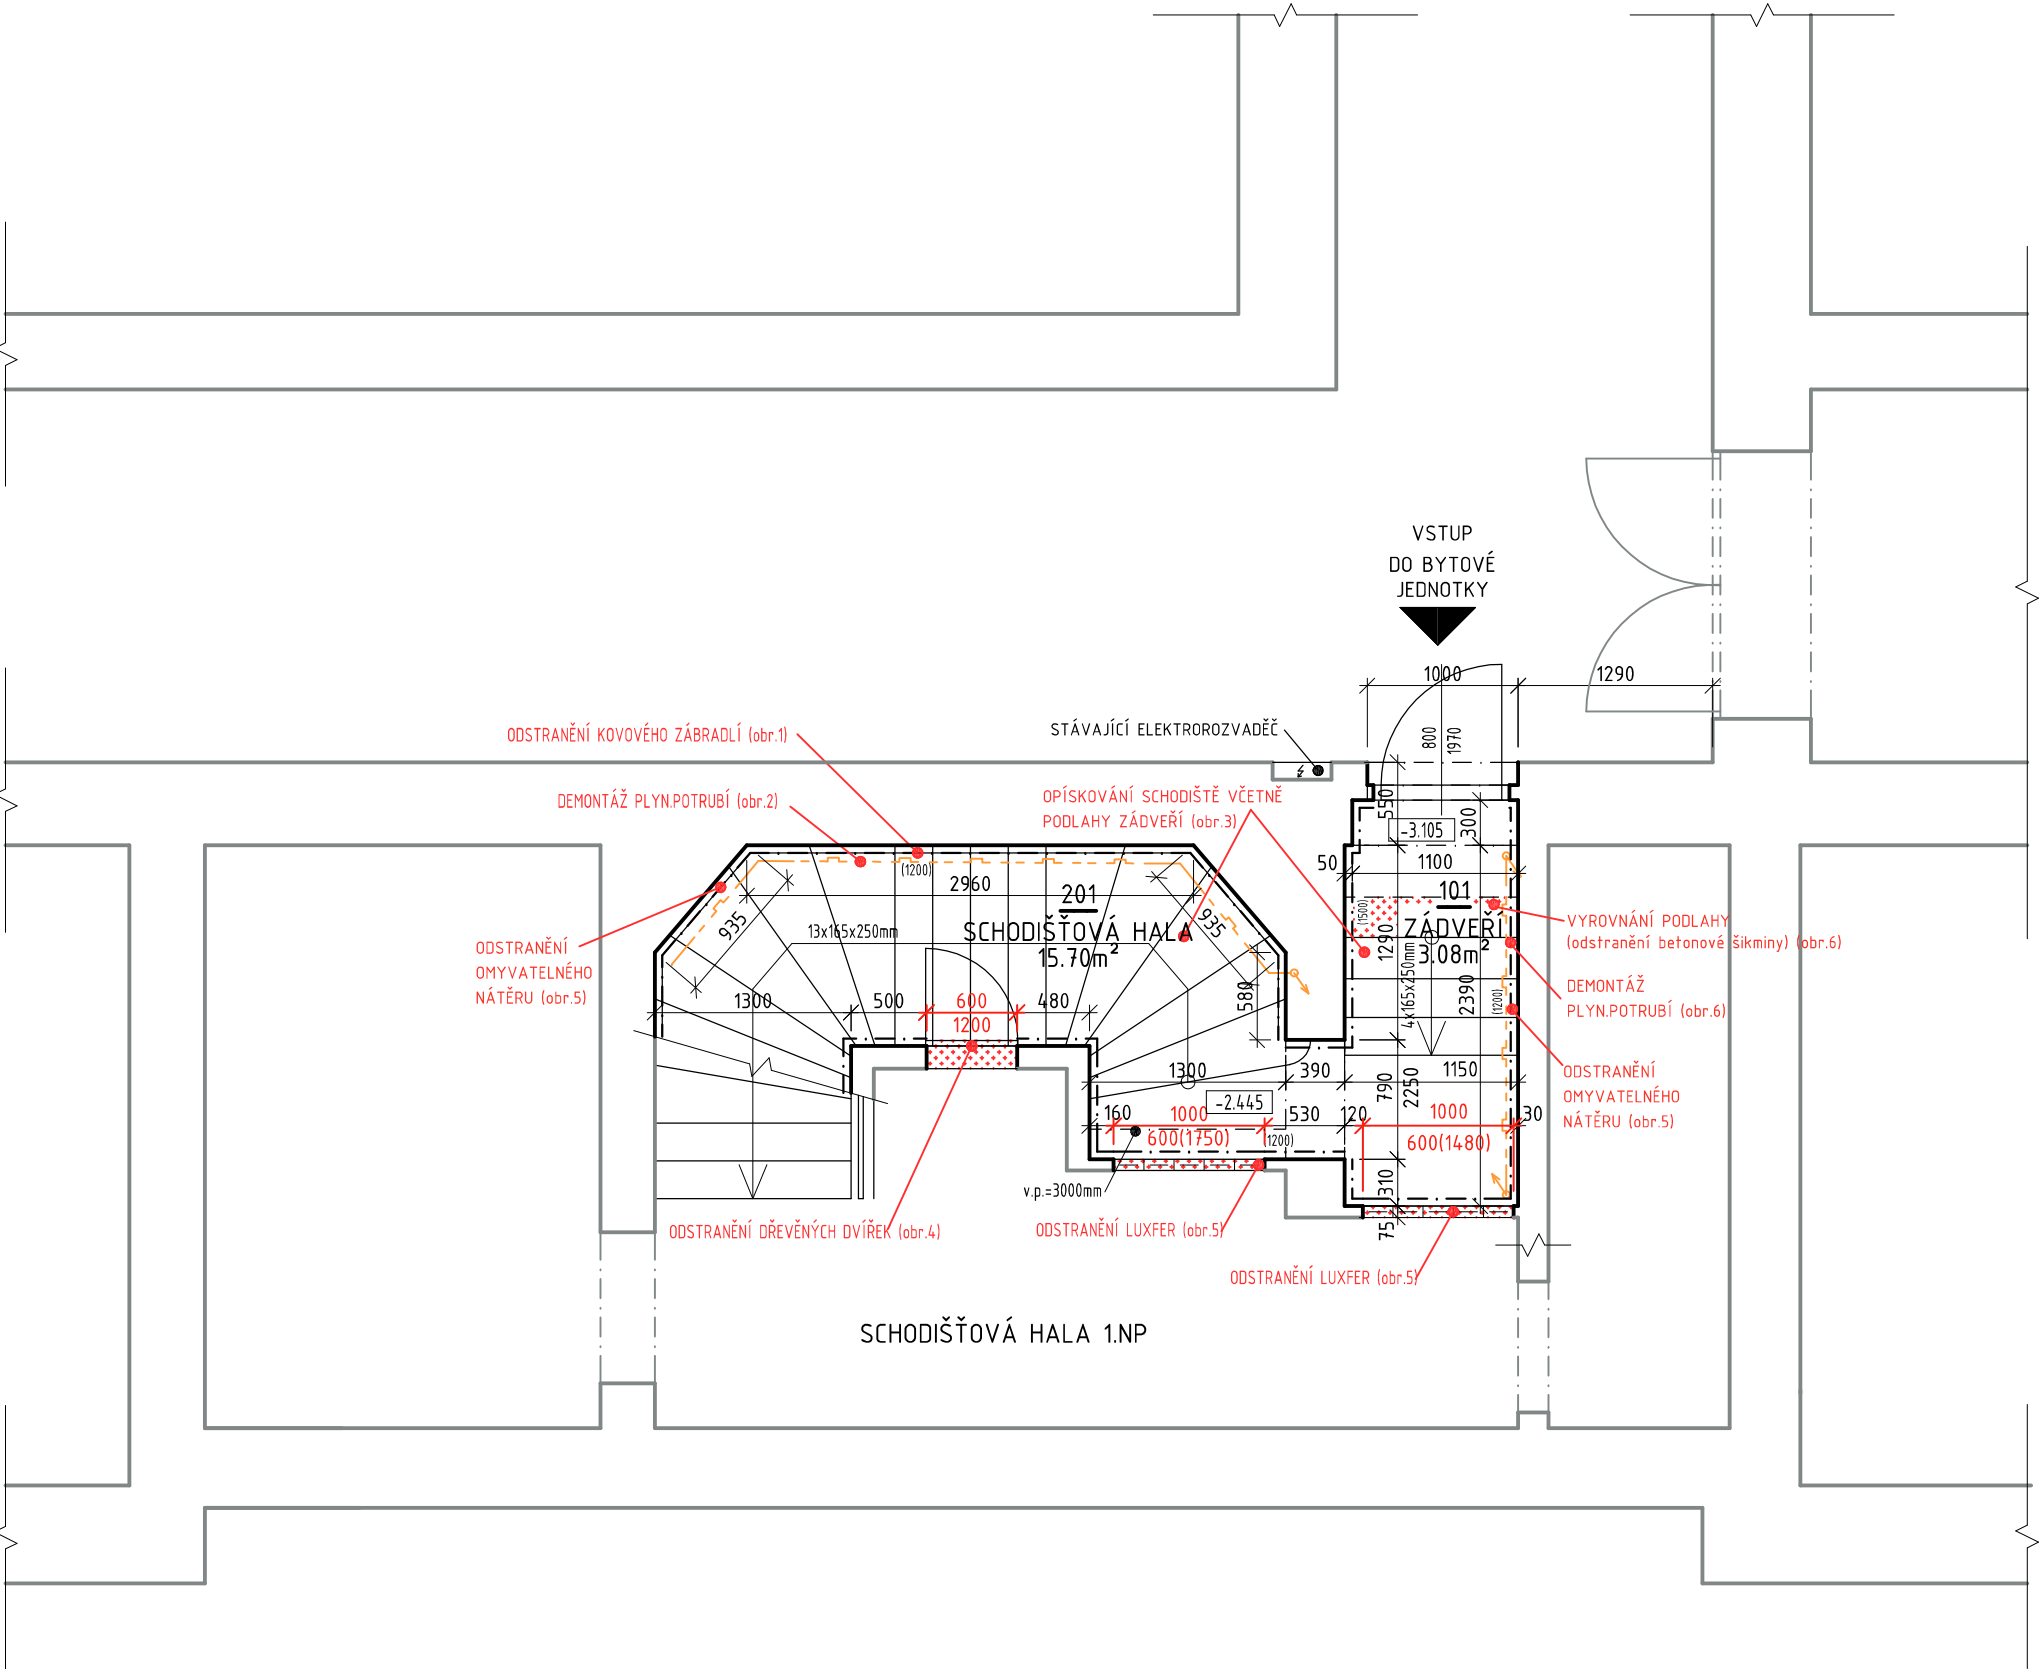 VSTUP
DO BYTOVÉ
JEDNOTKY
1000
1290
ODSTRANĚNÍ KOVOVÉHO ZÁBRADLÍ (obr.1)
STÁVAJÍCÍ ELEKTROROZVADĚČ
800
1970
DEMONTÁŽ PLYN.POTRUBÍ (obr.2)
OPÍSKOVÁNÍ SCHODIŠTĚ VČETNĚ
PODLAHY ZÁDVEŘÍ (obr.3)
550
300
-3.105
50
1100
(1200)
2960
201
SCHODIŠŤOVÁ HALA
15.70m²
935
935
13x165x250mm
101
ZÁDVEŘÍ
3.08m²
(1500)
1290
4x165x250mm
2390
(1200)
VYROVNÁNÍ PODLAHY
(odstranění betonové šikminy) (obr.6)
DEMONTÁŽ
PLYN.POTRUBÍ (obr.6)
ODSTRANĚNÍ
OMYVATELNÉHO
NÁTĚRU (obr.5)
ODSTRANĚNÍ
OMYVATELNÉHO
NÁTĚRU (obr.5)
1300
500
600
480
1200
580
1300
390
790
2250
1150
-2.445
160
1000
530
120
1000
30
600(1750)
(1200)
600(1480)
v.p.=3000mm
310
75
ODSTRANĚNÍ DŘEVĚNÝCH DVÍŘEK (obr.4)
ODSTRANĚNÍ LUXFER (obr.5)
ODSTRANĚNÍ LUXFER (obr.5)
SCHODIŠŤOVÁ HALA 1.NP